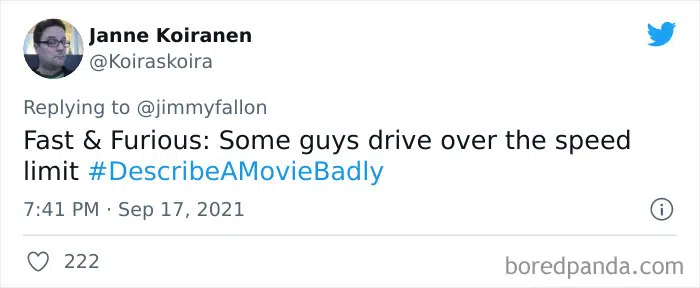 Janne Koiranen
@Koiraskoira
Replying to @jimmyfallon
Fast & Furious: Some guys drive over the speed
limit #DescribeAMovieBadly
7:41 PM · Sep 17, 2021
222
boredpanda.com